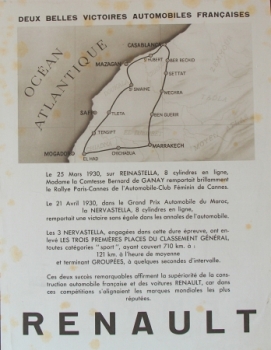 DEUX BELLES VICTOIRES AUTOMOBILES FRANÇAISES
OCEAN
ATLANTIQUE
CASABLANCA
MAZAGAN
SETTAT
SAFI
TLETA
MOGADOR
MARRAKECH
CHICHAOUA
Le 25 Mars 1930, sur REINASTELLA, 8 cylindres en ligne,
Madame la Comtesse Bernard de GANAY remportait brillamment
le Rallye Paris-Cannes de l'Automobile-Club Féminin de Cannes.
Le 21 Avril 1930, dans le Grand Prix Automobile du Maroc,
la NERVASTELLA, 8 cylindres en ligne,
remportait une victoire sans égale dans les annales de l'automobile.
Les 3 NERVASTELLA, engagées dans cette dure épreuve, ont en-
levé LES TROIS PREMIÈRES PLACES DU CLASSEMENT GÉNÉRAL,
toutes catégories "sport", ayant couvert 710 km. à :
121 km. à l'heure de moyenne
et terminant GROUPÉES, à quelques secondes d'intervalle.
Ces deux succès remarquables affirment la supériorité de la cons-
truction automobile française et des voitures RENAULT, car dans
ces compétitions s'alignaient les marques mondiales les plus
réputées.
RENAULT